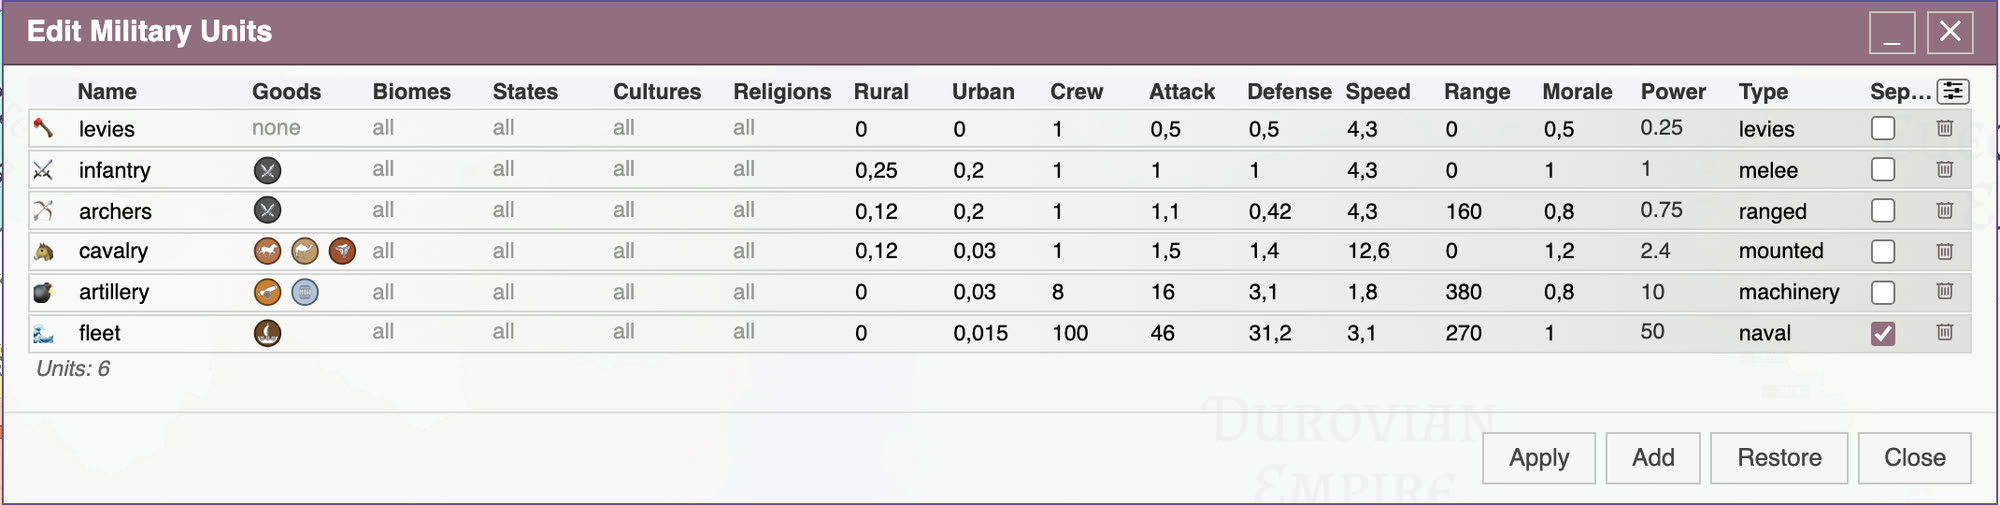 Edit Military Units
Name Goods Biomes States Cultures Religions Rural Urban Crew Attack Defense Speed Range Morale Power Type Sep...
levies none all all all all 0 0 1 0,5 0,5 4,3 0 0,5 0.25 levies
infantry all all all all 0,25 0,2 1 1 1 4,3 0 1 1 melee
archers all all all all 0,12 0,2 1 1,1 0,42 4,3 160 0,8 0.75 ranged
cavalry all all all all 0,12 0,03 1 1,5 1,4 12,6 0 1,2 2.4 mounted
artillery all all all all 0 0,03 8 16 3,1 1,8 380 0,8 10 machinery
fleet all all all all 0 0,015 100 46 31,2 3,1 270 1 50 naval
Units: 6
DUROVIAN
EMPIRE
Apply Add Restore Close